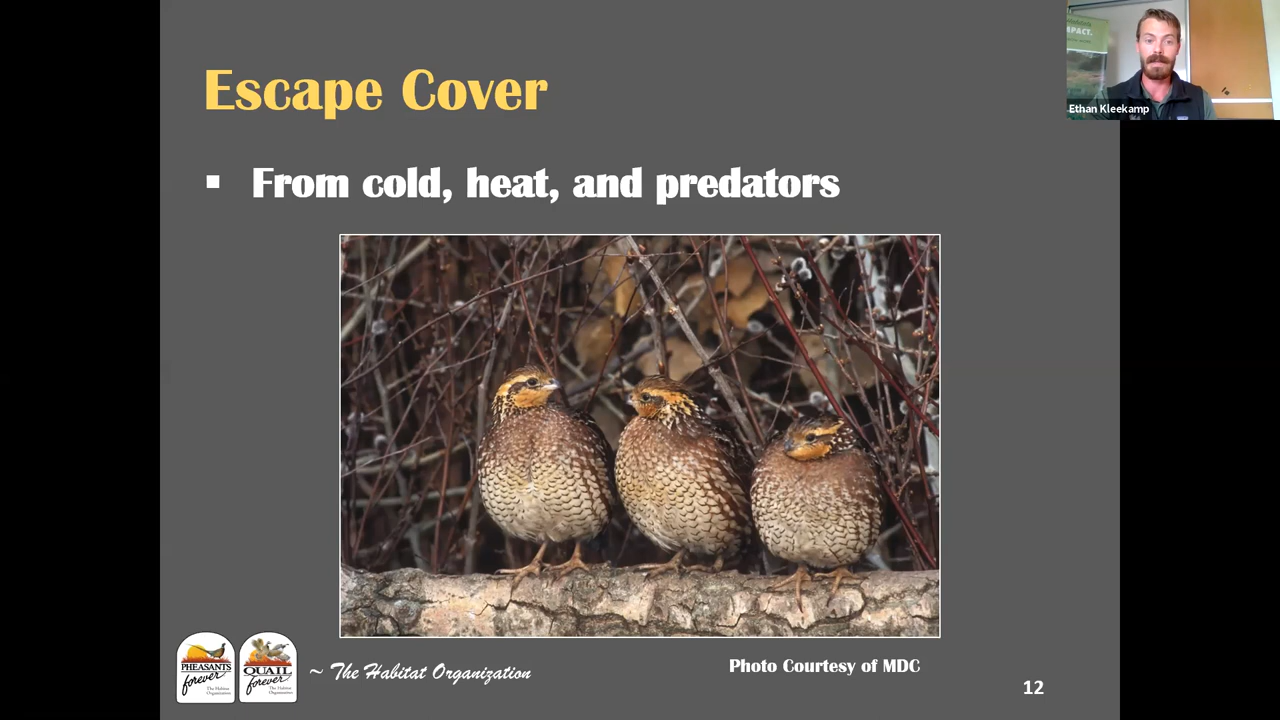 Escape Cover
▪ From cold, heat, and predators
IMPACT.
Ethan Kleekamp
PHEASANTS
forever
The Habitat
Organization
QUAIL
forever
The Habitat
Organization
~ The Habitat Organization
Photo Courtesy of MDC
12